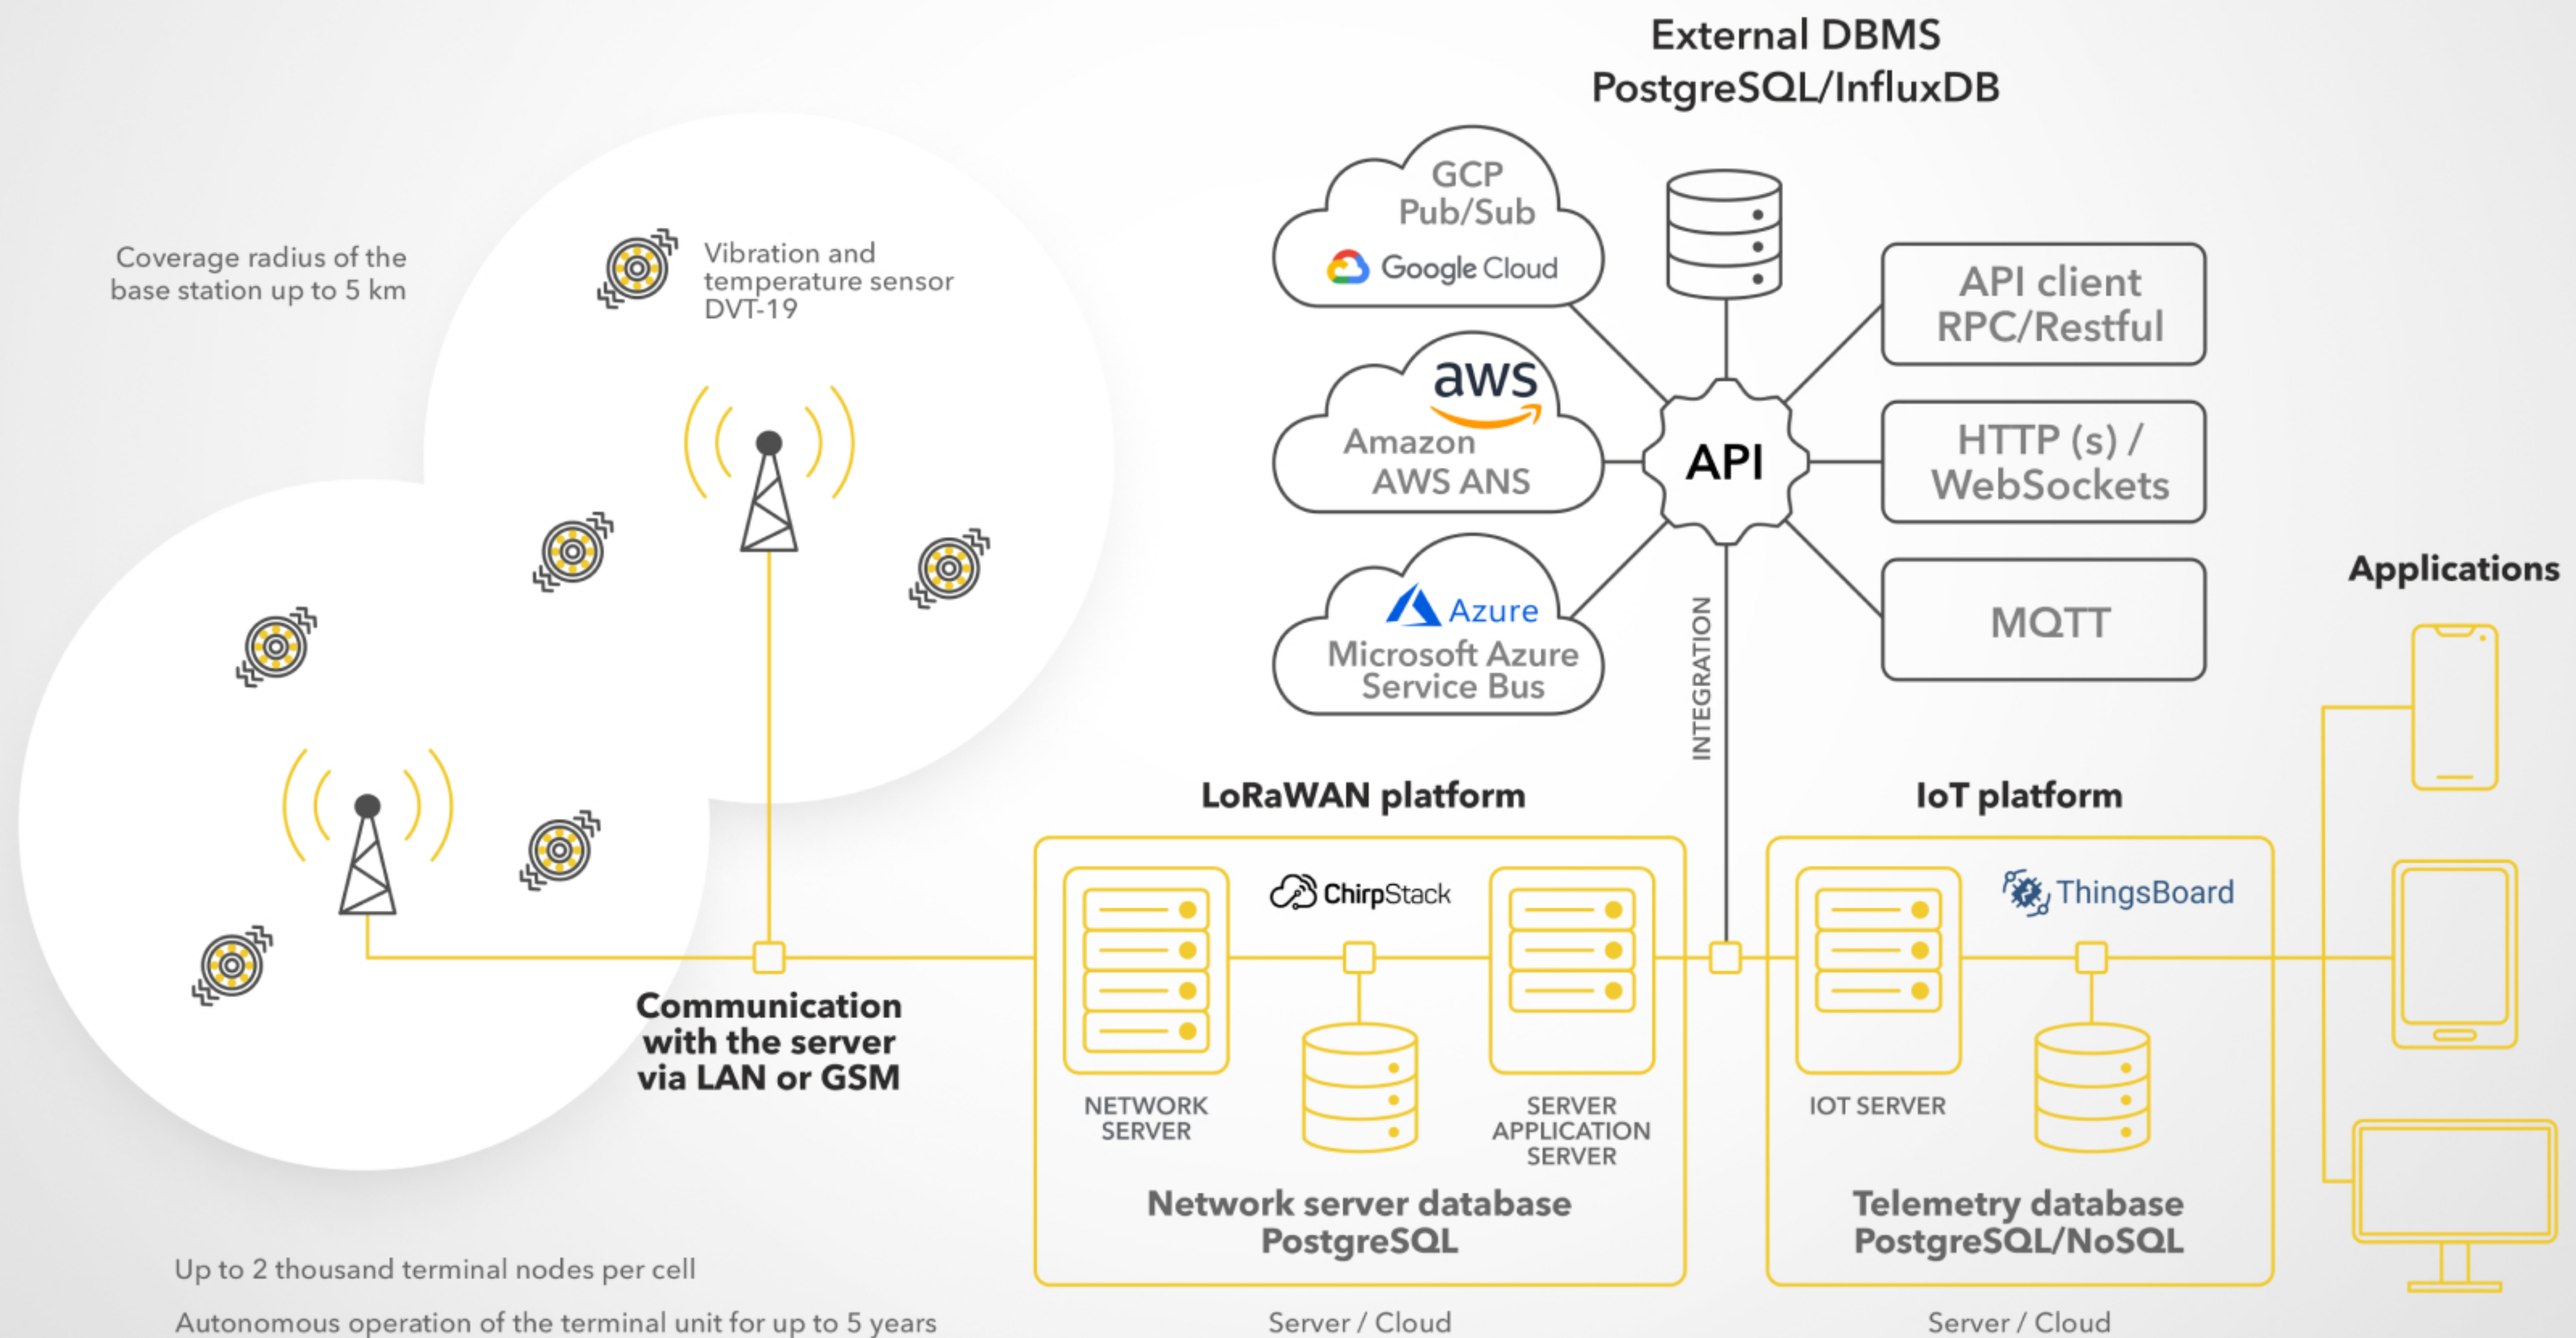 External DBMS
PostgreSQL/InfluxDB
Coverage radius of the
base station up to 5 km
Vibration and
temperature sensor
DVT-19
GCP
Pub/Sub
Google Cloud
aws
Amazon
AWS ANS
Azure
Microsoft Azure
Service Bus
API
API client
RPC/Restful
HTTP (s) /
WebSockets
MQTT
INTEGRATION
Applications
LoRaWAN platform
IoT platform
ChirpStack
ThingsBoard
Communication
with the server
via LAN or GSM
NETWORK
SERVER
SERVER
APPLICATION
SERVER
IOT SERVER
Network server database
PostgreSQL
Telemetry database
PostgreSQL/NoSQL
Up to 2 thousand terminal nodes per cell
Autonomous operation of the terminal unit for up to 5 years
Server / Cloud
Server / Cloud